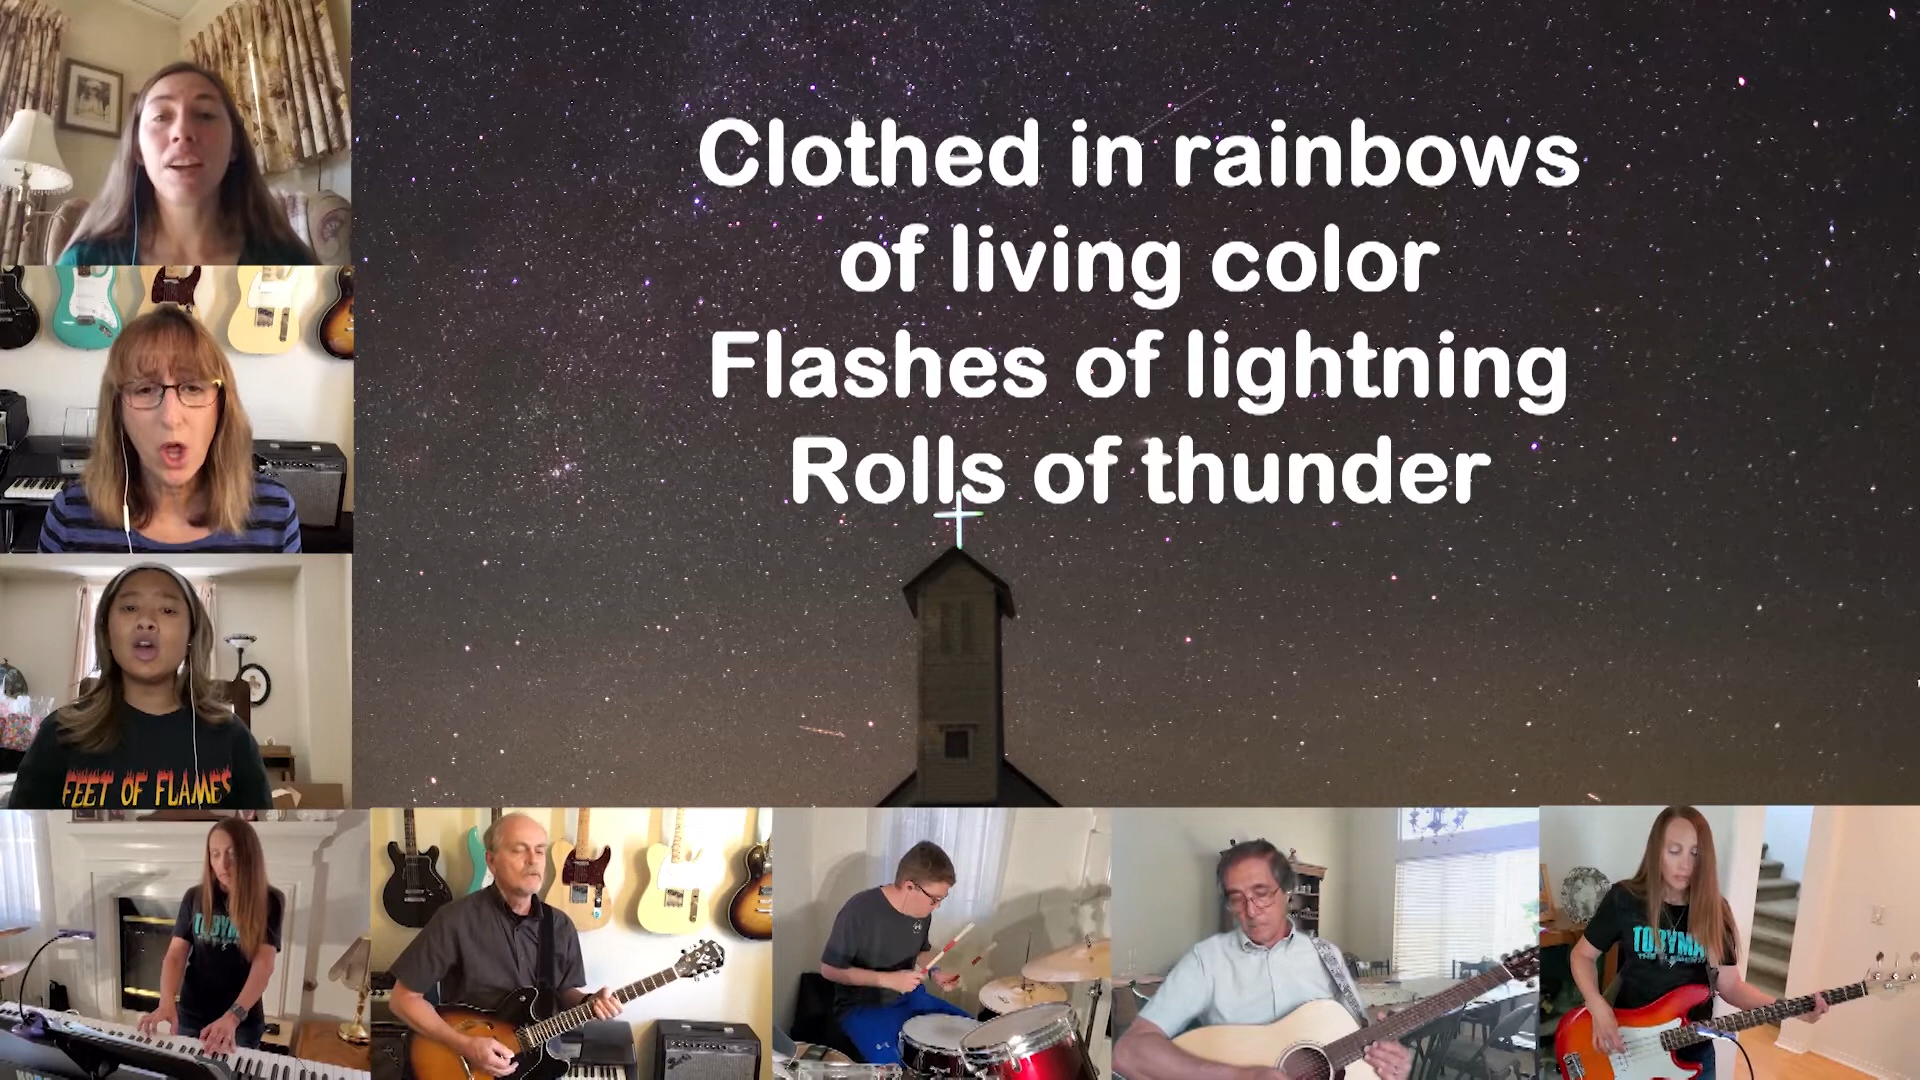 Clothed in rainbows
of living color
Flashes of lightning
Rolls of thunder
FEET OF FLAMES